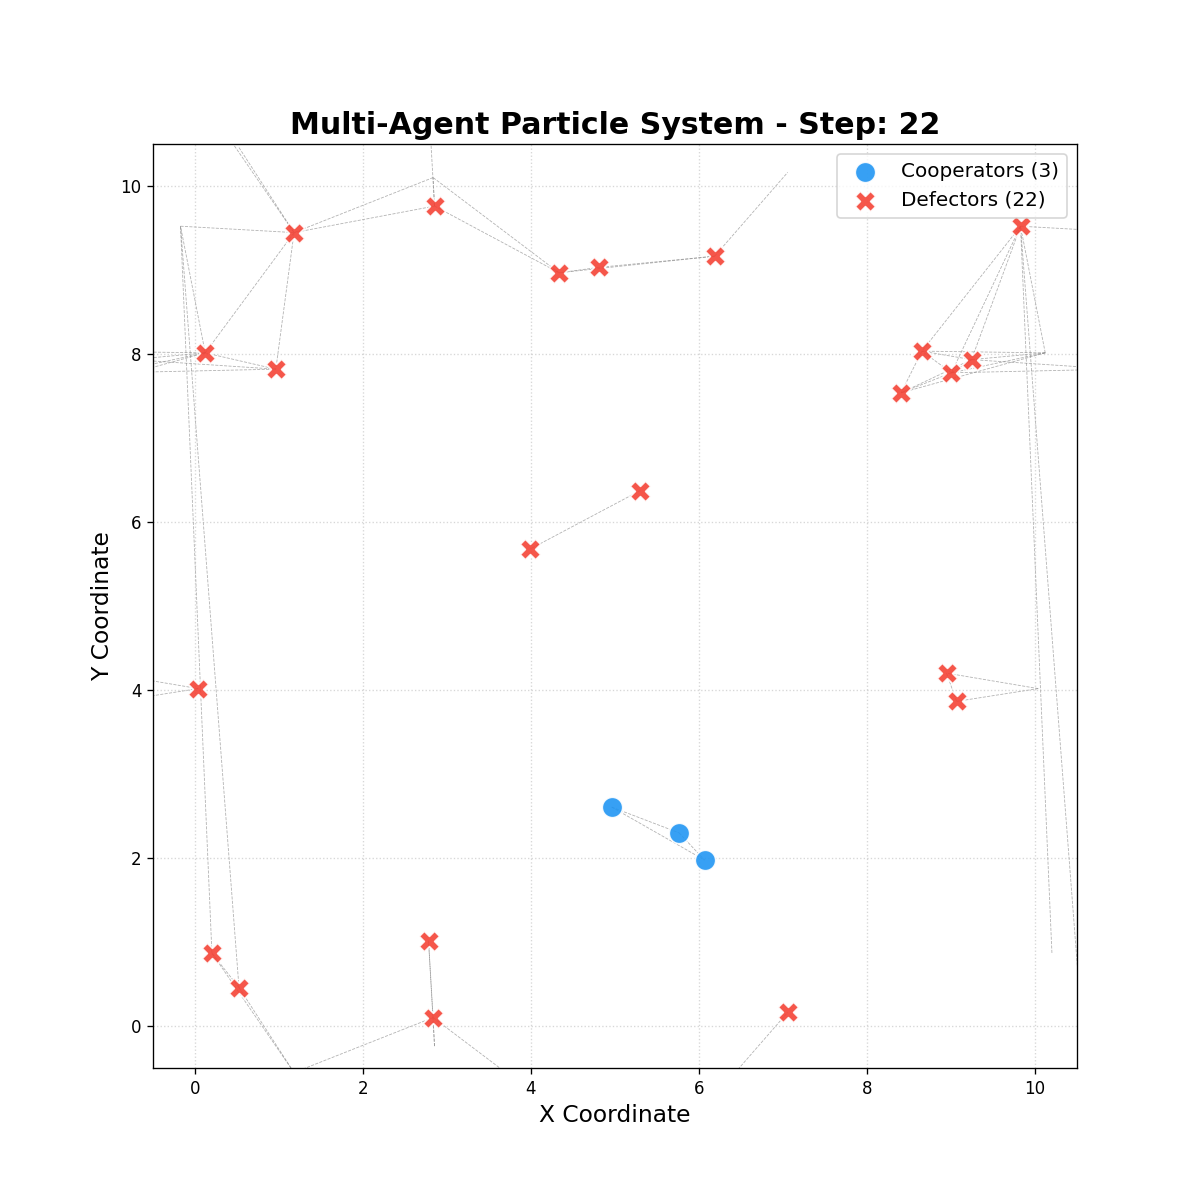 Multi-Agent Particle System - Step: 22
Cooperators (3)
Defectors (22)
10
8
6
4
2
0
Y Coordinate
0 2 4 6 8 10
X Coordinate